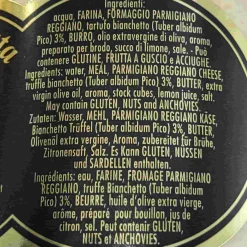 Ingredienti:
acqua, FARINA, FORMAGGIO PARMIGIANO
REGGIANO, tartufo bianchetto (Tuber albidum
Pico) 3%, BURRO, olio extravergine di oliva, aroma,
preparato per brodo, succo di limone, sale. - Può
contenere GLUTINE, FRUTTA A GUSCIO e ACCIUGHE.
Ingredients: water, MEAL, PARMIGIANO REGGIANO CHEESE,
truffle Bianchetto (Tuber albidum Pico) 3%, BUTTER, extra
virgin olive oil, aroma, stock cubes, lemon juice, salt.
May contain GLUTEN, NUTS and ANCHOVIES.
Zutaten: Wasser, MEHL, PARMIGIANO REGGIANO KÄSE,
Bianchetto Trüffel (Tuber albidum Pico) 3%, BUTTER,
Olivenöl extra vergine, Aroma, zubereitet für Brühe,
Zitronensaft, Salz. Es Kann GLUTEN, NUSSEN
und SARDELLEN enthalten.
Ingrédients: eau, FARINE, FROMAGE PARMIGIANO
REGGIANO, truffe Bianchetto (Tuber albidum
Pico) 3%, BEURRE, huile d'olive extra vierge,
arôme, préparé pour bouillon, jus de
citron, sel. Peut contenir GLUTEN,
NUTS et ANCHOVIES.